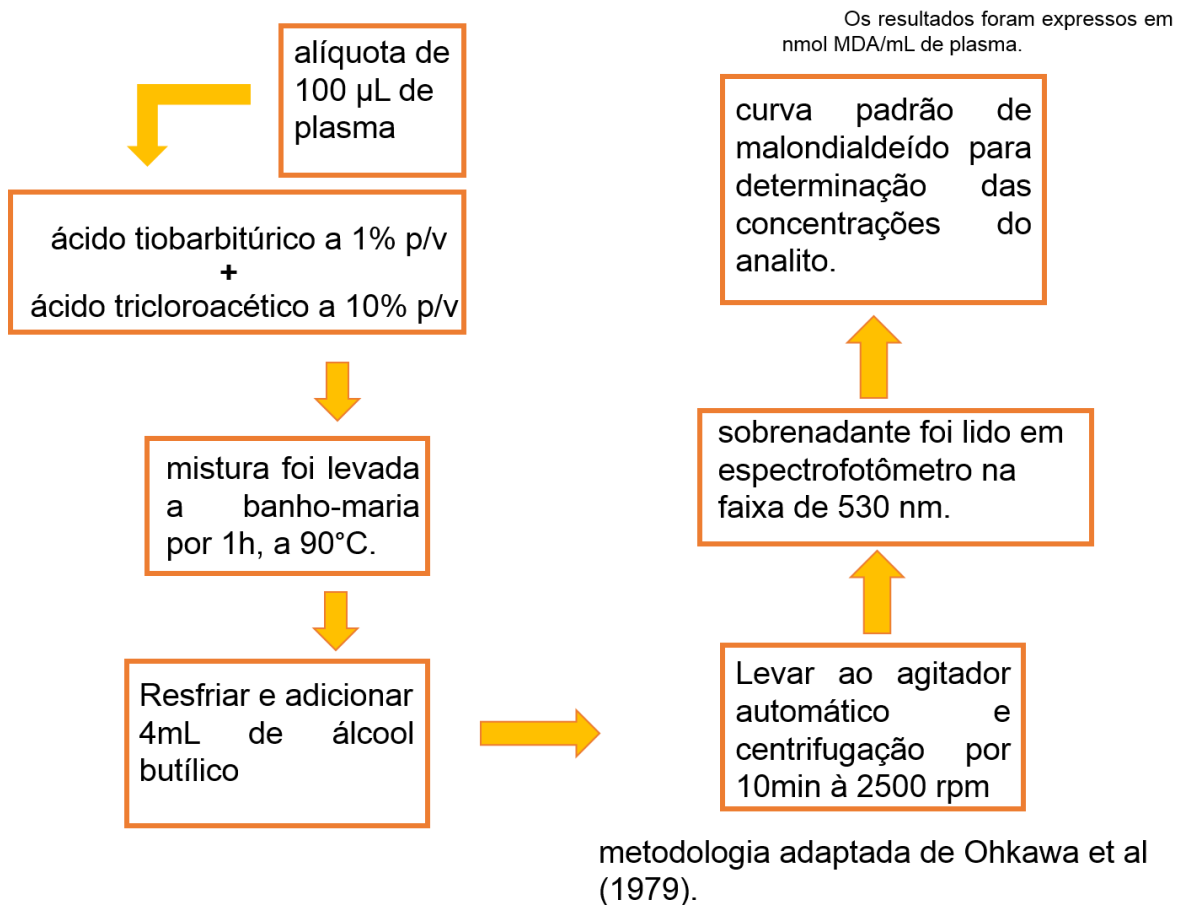 alíquota de
100 µL de
plasma
ácido tiobarbitúrico a 1% p/v
+
ácido tricloroacético a 10% p/v
mistura foi levada
a banho-maria
por 1h, a 90°C.
Resfriar e adicionar
4mL de álcool
butílico
Levar ao agitador
automático e
centrifugação por
10min à 2500 rpm
sobrenadante foi lido em
espectrofotômetro na
faixa de 530 nm.
curva padrão de
malondialdeído para
determinação das
concentrações do
analito.
Os resultados foram expressos em
nmol MDA/mL de plasma.
metodologia adaptada de Ohkawa et al
(1979).